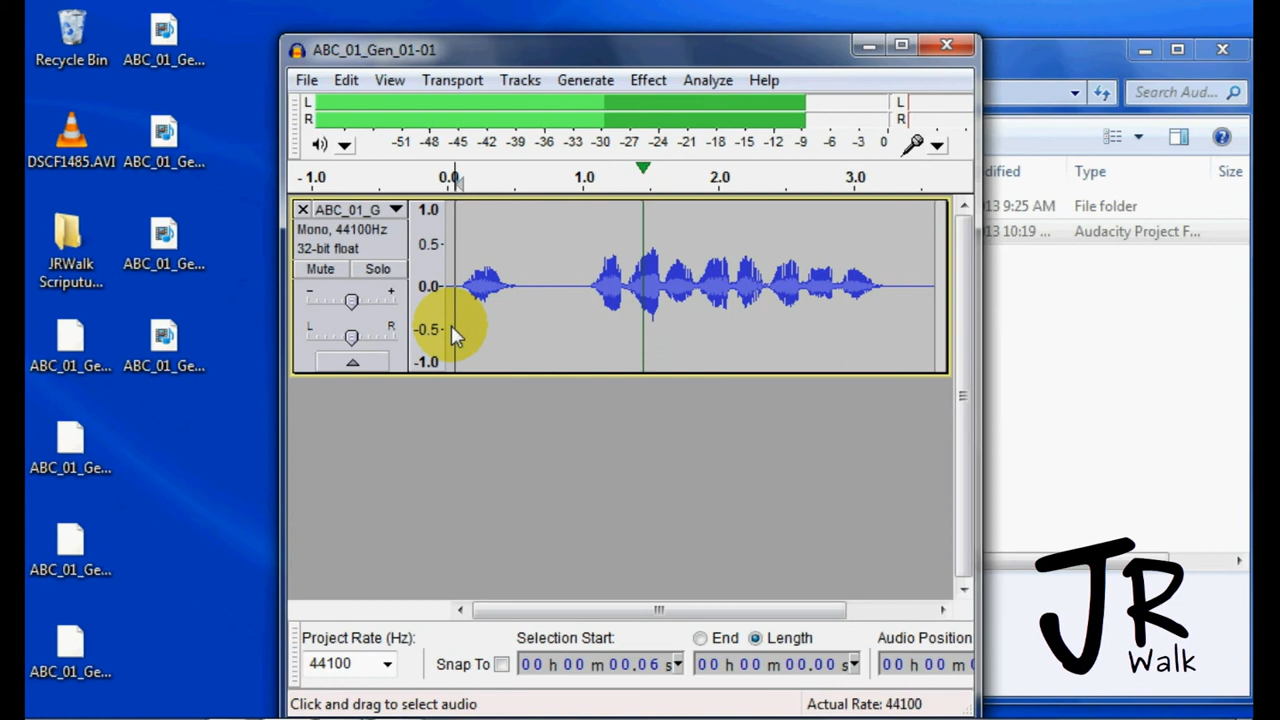 Recycle Bin
ABC_01_Ge...
DSCF1485.AVI
ABC_01_Ge...
JRWalk
Scriputu...
ABC_01_Ge...
ABC_01_Ge...
ABC_01_Ge...
ABC_01_Ge...
ABC_01_Ge...
ABC_01_Ge...
ABC_01_Gen_01-01
File Edit View Transport Tracks Generate Effect Analyze Help
L
R
L
R
-51 -48 -45 -42 -39 -36 -33 -30 -27 -24 -21 -18 -15 -12 -9 -6 -3 0
-1.0 0.0 1.0 2.0 3.0
ABC_01_G
Mono, 44100Hz
32-bit float
Mute Solo
- +
L R
1.0
0.5-
0.0-
-0.5-
-1.0
Project Rate (Hz):
44100
Snap To
Selection Start:
End Length
Audio Position
00 h 00 m 00.06 s
00 h 00 m 00.00 s
00 h 00 m
Click and drag to select audio
Actual Rate: 44100
Search Aud...
dified Type Size
13 9:25 AM File folder
13 10:19 ... Audacity Project F...
JR
Walk